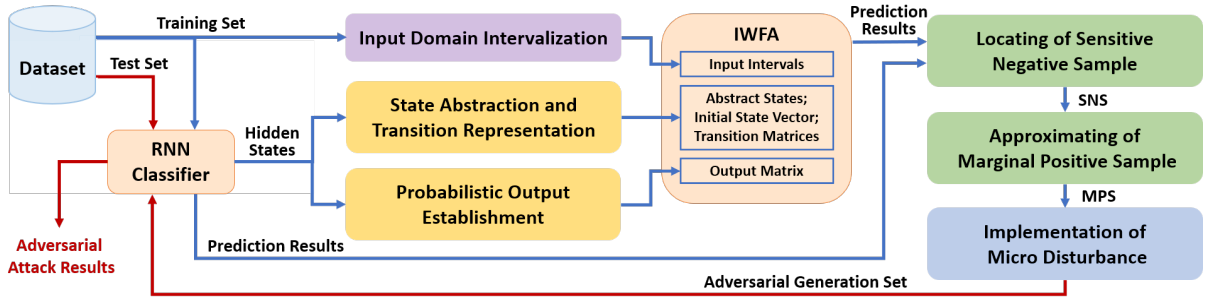 Dataset
Training Set
Test Set
RNN
Classifier
Hidden
States
Adversarial
Attack Results
Input Domain Intervalization
State Abstraction and
Transition Representation
Probabilistic Output
Establishment
IWFA
Input Intervals
Abstract States;
Initial State Vector;
Transition Matrices
Output Matrix
Prediction
Results
Prediction Results
Locating of Sensitive
Negative Sample
SNS
Approximating of
Marginal Positive Sample
MPS
Implementation of
Micro Disturbance
Adversarial Generation Set